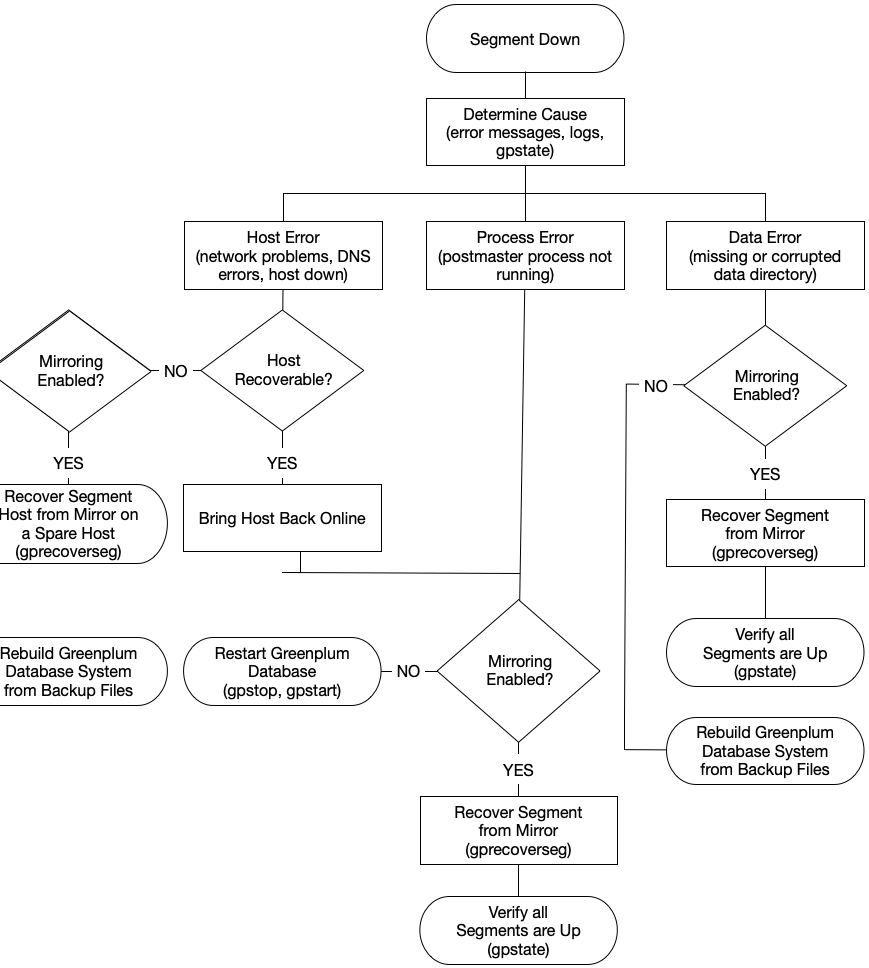 Segment Down
Determine Cause
(error messages, logs,
gpstate)
Host Error
(network problems, DNS
errors, host down)
Process Error
(postmaster process not
running)
Data Error
(missing or corrupted
data directory)
Mirroring
Enabled?
NO
Host
Recoverable?
NO
Mirroring
Enabled?
YES
YES
YES
Recover Segment
Host from Mirror on
a Spare Host
(gprecoverseg)
Bring Host Back Online
Recover Segment
from Mirror
(gprecoverseg)
Rebuild Greenplum
Database System
from Backup Files
Restart Greenplum
Database
(gpstop, gpstart)
NO
Mirroring
Enabled?
Verify all
Segments are Up
(gpstate)
Rebuild Greenplum
Database System
from Backup Files
YES
Recover Segment
from Mirror
(gprecoverseg)
Verify all
Segments are Up
(gpstate)